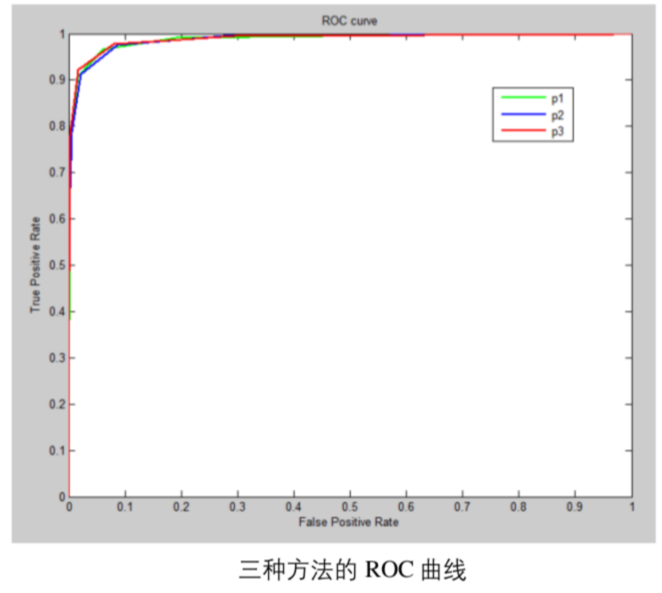 ROC curve
1
0.9
0.8
0.7
0.6
0.5
0.4
0.3
0.2
0.1
0
True Positive Rate
p1
p2
p3
0 0.1 0.2 0.3 0.4 0.5 0.6 0.7 0.8 0.9 1
False Positive Rate
三种方法的 ROC 曲线